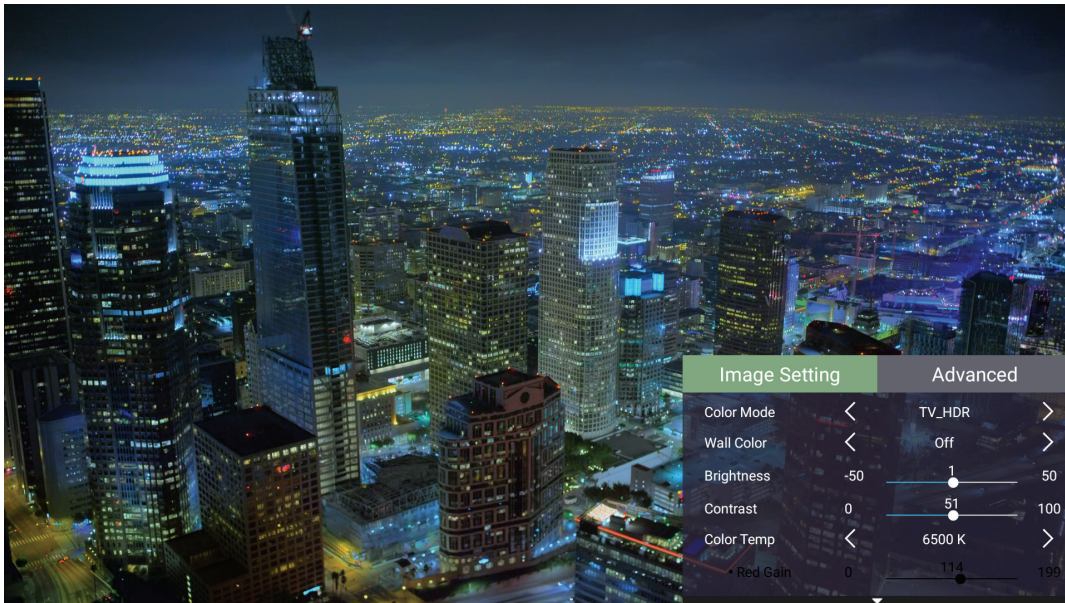 Image Setting Advanced
Color Mode TV_HDR
Wall Color Off
Brightness -50 1 50
Contrast 0 51 100
Color Temp 6500 K
• Red Gain 0 114 199